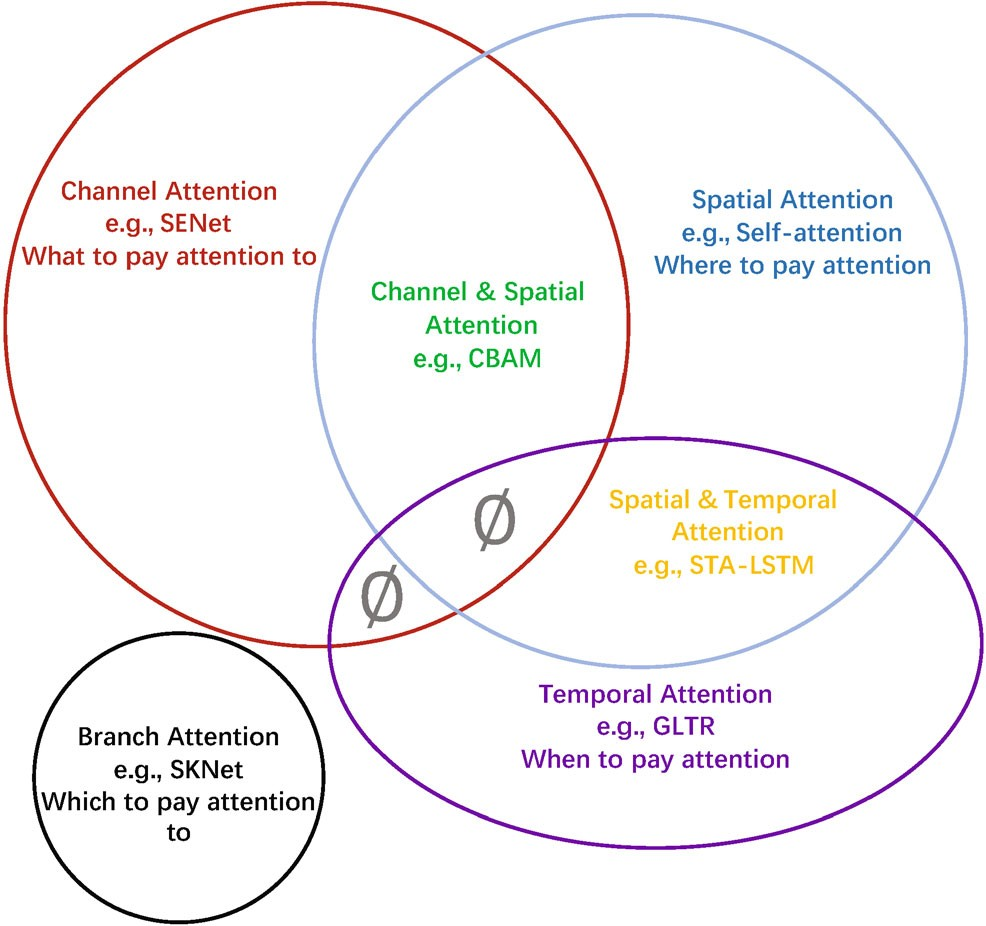 Channel Attention
e.g., SENet
What to pay attention to
Spatial Attention
e.g., Self-attention
Where to pay attention
Channel & Spatial
Attention
e.g., CBAM
Ø
Spatial & Temporal
Attention
e.g., STA-LSTM
Ø
Temporal Attention
e.g., GLTR
When to pay attention
Branch Attention
e.g., SKNet
Which to pay attention
to